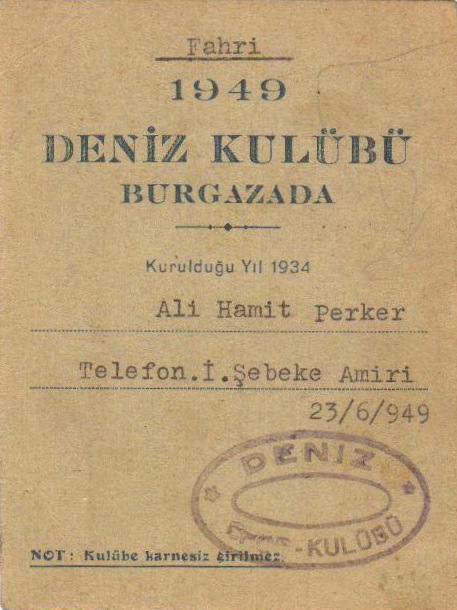 Fahri
1949
DENİZ KULÜBÜ
BURGAZADA
Kurulduğu Yıl 1934
Ali Hamit Perker
Telefon.İ.Şebeke Amiri
23/6/949
DENİZ
SPOR-KULÜBÜ
NOT: Kulübe karnesiz girilmez.